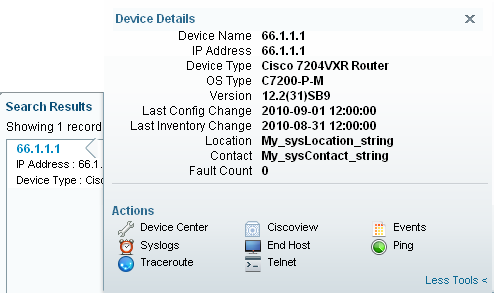 Device Details
Device Name 66.1.1.1
IP Address 66.1.1.1
Device Type Cisco 7204VXR Router
OS Type C7200-P-M
Version 12.2(31)SB9
Last Config Change 2010-09-01 12:00:00
Last Inventory Change 2010-08-31 12:00:00
Location My_sysLocation_string
Contact My_sysContact_string
Fault Count 0
Search Results
Showing 1 record
66.1.1.1
IP Address : 66.1.
Device Type : Cisc
Actions
Device Center Ciscoview Events
Syslogs End Host Ping
Traceroute Telnet
Less Tools <